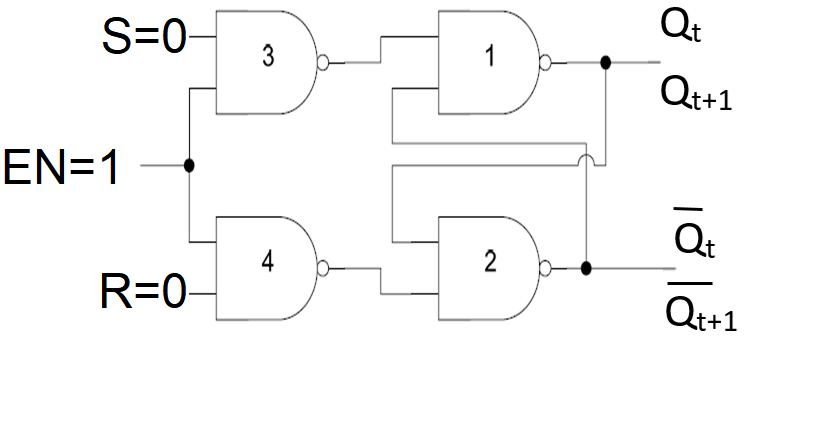 S=0
3
1
Qt
Qt+1
EN=1
4
2
Q̅t
R=0
Q̅t+1